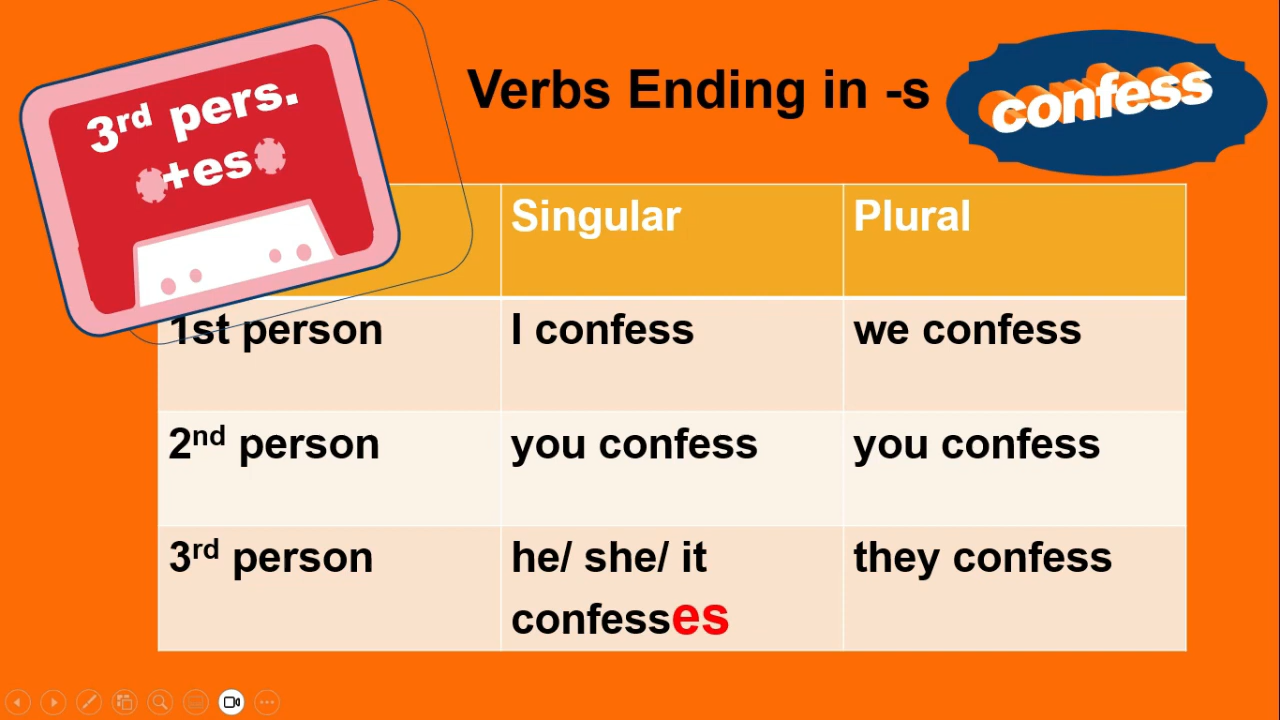 3rd pers.
+es
Verbs Ending in -s
confess
Singular
Plural
1st person
I confess
we confess
2nd person
you confess
you confess
3rd person
he/ she/ it
confesses
they confess